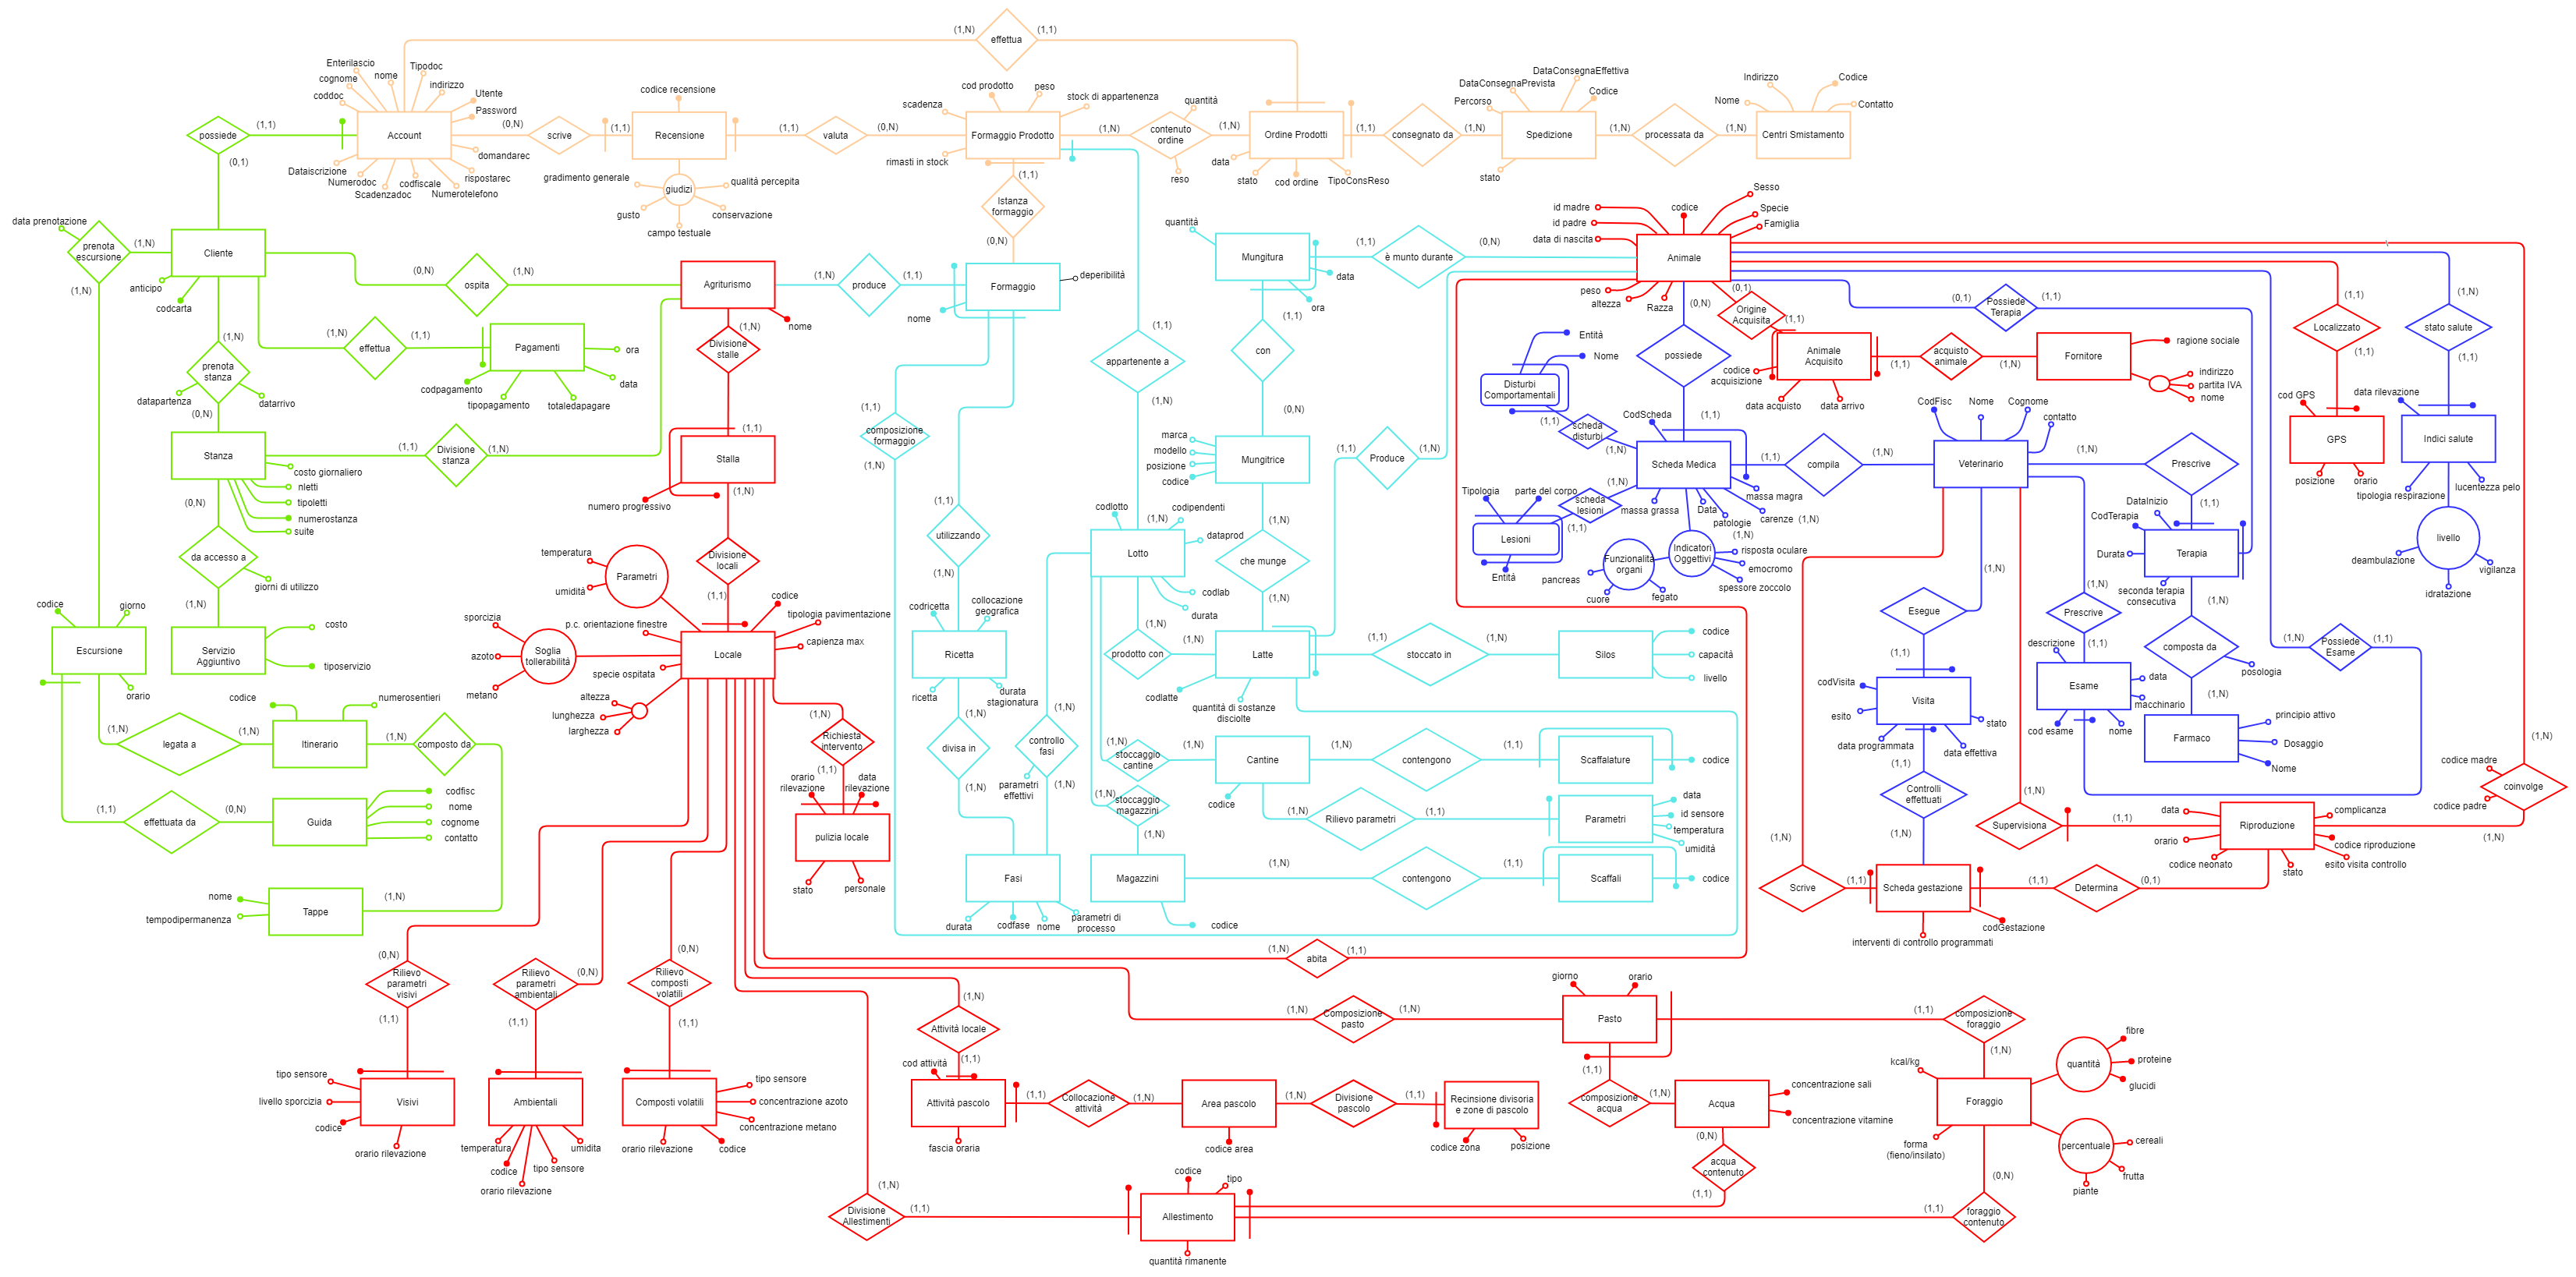 effettua
(1,N)
(1,1)
Enterilascio
cognome
nome
Tipodoc
indirizzo
coddoc
Utente
Password
possiede
(1,1)
Account
(0,N)
scrive
(1,1)
codice recensione
Recensione
(1,1)
valuta
(0,N)
scadenza
cod prodotto
peso
stock di appartenenza
Formaggio Prodotto
rimasti in stock
(1,N)
quantità
contenuto
ordine
reso
(1,N)
Ordine Prodotti
data
stato
cod ordine
TipoConsReso
(1,1)
consegnato da
(1,N)
DataConsegnaEffettiva
DataConsegnaPrevista
Percorso
Codice
Spedizione
stato
(1,N)
processata da
(1,N)
Indirizzo
Codice
Nome
Contatto
Centri Smistamento
domandarec
Dataiscrizione
Numerodoc
Scadenzadoc
codfiscale
Numerotelefono
rispostarec
(0,1)
gradimento generale
giudizi
qualità percepita
gusto
conservazione
campo testuale
(1,1)
Istanza
formaggio
(0,N)
data prenotazione
prenota
escursione
(1,N)
Cliente
anticipo
codcarta
(1,N)
(0,N)
ospita
(1,N)
Agriturismo
nome
(1,N)
produce
(1,1)
Formaggio
deperibilità
nome
(1,N)
effettua
(1,1)
Pagamenti
ora
data
codpagamento
tipopagamento
totaledapagare
(1,N)
prenota
stanza
datapartenza
datarrivo
(0,N)
(1,N)
Divisione
stalle
Stanza
(1,1)
Divisione
stanza
(1,N)
costo giornaliero
nletti
tipoletti
numerostanza
suite
(0,N)
da accesso a
giorni di utilizzo
(1,N)
Servizio
Aggiuntivo
costo
tiposervizio
(1,1)
Stalla
numero progressivo
(1,N)
Divisione
locali
(1,1)
codice
giorno
Escursione
orario
(1,N)
legata a
(1,N)
codice
numerosentieri
Itinerario
(1,N)
composto da
(1,1)
effettuata da
(0,N)
Guida
codfisc
nome
cognome
contatto
nome
tempodipermanenza
Tappe
(1,N)
temperatura
Parametri
umidità
sporcizia
Soglia
tollerabilità
azoto
metano
p.c. orientazione finestre
codice
tipologia pavimentazione
capienza max
Locale
specie ospitata
altezza
lunghezza
larghezza
(1,N)
Richiesta
intervento
(1,1)
orario
rilevazione
data
rilevazione
pulizia locale
stato
personale
(1,1)
composizione
formaggio
(1,N)
(1,1)
utilizzando
(1,N)
codricetta
collocazione
geografica
Ricetta
ricetta
durata
stagionatura
(1,N)
divisa in
(1,N)
(1,N)
controllo
fasi
parametri
effettivi
(1,N)
Fasi
durata
codfase
nome
parametri di
processo
(1,1)
appartenente a
(1,N)
codlotto
(1,N)
codipendenti
dataprod
Lotto
codlab
durata
(1,N)
prodotto con
(1,N)
(1,N)
stoccaggio
cantine
(1,N)
(1,N)
stoccaggio
magazzini
(1,N)
Magazzini
codice
quantità
Mungitura
data
ora
(1,1)
è munto durante
(0,N)
(1,1)
con
(0,N)
marca
modello
posizione
codice
Mungitrice
(1,N)
che munge
(1,N)
(1,1)
Produce
(1,N)
Latte
codlatte
quantità di sostanze
disciolte
(1,1)
stoccato in
(1,N)
Silos
codice
capacità
livello
Cantine
codice
(1,N)
contengono
(1,1)
Scaffalature
codice
(1,N)
Rilievo parametri
(1,1)
Parametri
data
id sensore
temperatura
umidità
(1,N)
contengono
(1,1)
Scaffali
codice
id madre
id padre
data di nascita
codice
Sesso
Specie
Famiglia
Animale
peso
altezza
Razza
(0,1)
Origine
Acquisita
(1,1)
(0,N)
possiede
(1,1)
Animale
Acquisito
codice
acquisizione
data acquisto
data arrivo
(1,1)
acquisto
animale
(1,N)
Fornitore
ragione sociale
indirizzo
partita IVA
nome
(0,1)
Possiede
Terapia
(1,1)
(1,1)
Localizzato
(1,1)
cod GPS
GPS
posizione
orario
(1,N)
stato salute
(1,1)
data rilevazione
Indici salute
tipologia respirazione
lucentezza pelo
livello
deambulazione
vigilanza
idratazione
Entità
Nome
Disturbi
Comportamentali
(1,1)
scheda
disturbi
(1,N)
CodScheda
Scheda Medica
massa magra
massa grassa
Data
patologie
carenze
(1,N)
(1,N)
Tipologia
parte del corpo
(1,N)
scheda
lesioni
(1,1)
Lesioni
Entità
Funzionalità
organi
pancreas
cuore
fegato
Indicatori
Oggettivi
risposta oculare
emocromo
spessore zoccolo
(1,1)
compila
(1,N)
CodFisc
Nome
Cognome
contatto
Veterinario
(1,N)
Prescrive
(1,1)
DataInizio
CodTerapia
Durata
Terapia
seconda terapia
consecutiva
(1,N)
composta da
posologia
(1,N)
Farmaco
principio attivo
Dosaggio
Nome
(1,N)
Esegue
(1,1)
codVisita
Visita
esito
stato
data programmata
data effettiva
(1,1)
Controlli
effettuati
(1,N)
(1,N)
Prescrive
(1,1)
descrizione
Esame
data
macchinario
cod esame
nome
(1,N)
Possiede
Esame
(1,1)
(1,N)
Supervisiona
(1,1)
data
complicanza
Riproduzione
orario
codice riproduzione
codice neonato
stato
esito visita controllo
(1,N)
codice madre
coinvolge
codice padre
(1,N)
(1,N)
Scrive
(1,1)
Scheda gestazione
codGestazione
interventi di controllo programmati
(1,1)
Determina
(0,1)
(1,N)
abita
(1,1)
(0,N)
Rilievo
parametri
visivi
(1,1)
Rilievo
parametri
ambientali
(0,N)
(1,1)
(0,N)
Rilievo
composti
volatili
(1,1)
tipo sensore
livello sporcizia
codice
Visivi
orario rilevazione
Ambientali
temperatura
codice
tipo sensore
umidita
orario rilevazione
Composti volatili
tipo sensore
concentrazione azoto
concentrazione metano
orario rilevazione
codice
(1,N)
Attività locale
(1,1)
cod attività
Attività pascolo
fascia oraria
(1,1)
Collocazione
attività
(1,N)
Area pascolo
codice area
(1,N)
Divisione
pascolo
(1,1)
Recinsione divisoria
e zone di pascolo
codice zona
posizione
(1,N)
Composizione
pasto
(1,N)
giorno
orario
Pasto
(1,1)
composizione
foraggio
(1,N)
(1,1)
composizione
acqua
(1,N)
Acqua
concentrazione sali
concentrazione vitamine
(0,N)
acqua
contenuto
(1,1)
kcal/kg
Foraggio
quantità
fibre
proteine
glucidi
percentuale
cereali
frutta
piante
forma
(fieno/insilato)
(0,N)
foraggio
contenuto
(1,1)
(1,N)
Divisione
Allestimenti
(1,1)
codice
tipo
Allestimento
quantità rimanente